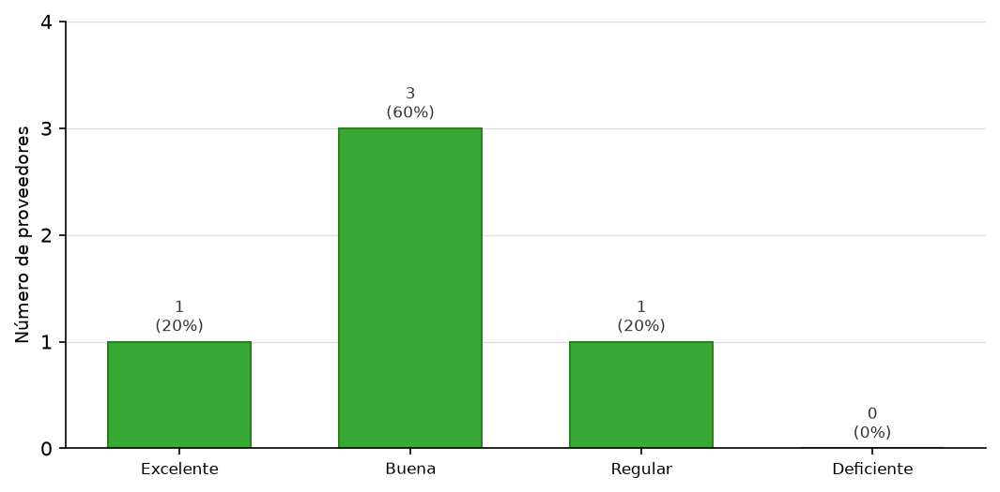 Número de proveedores
4
3
2
1
0
1
(20%)
3
(60%)
1
(20%)
0
(0%)
Excelente
Buena
Regular
Deficiente